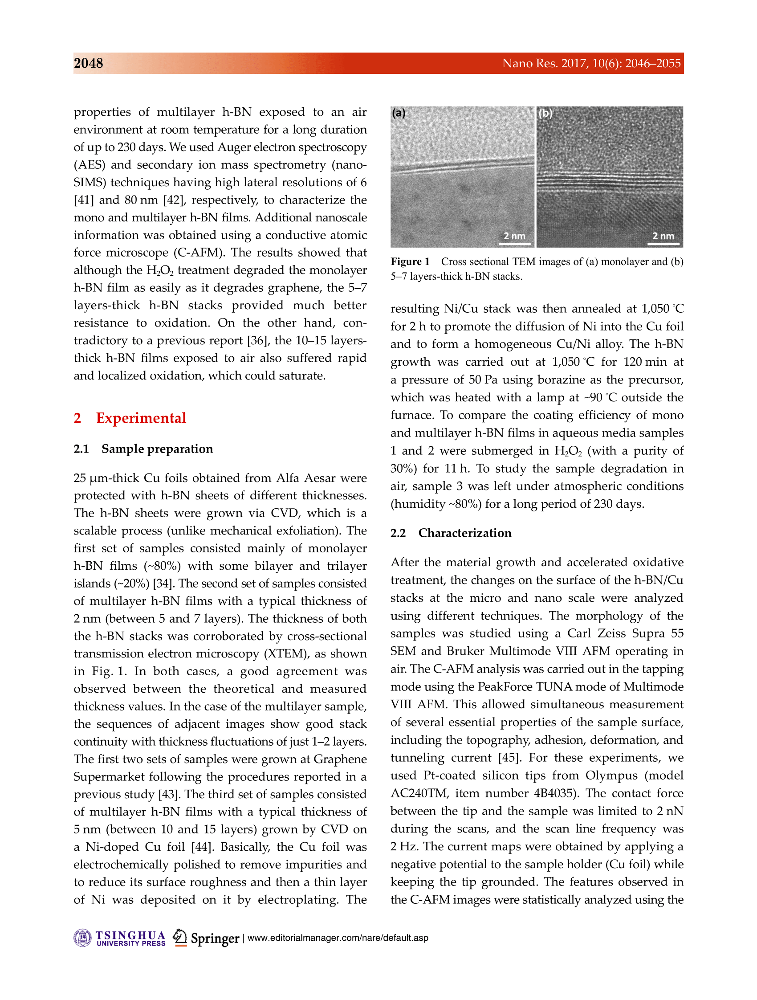 2048
Nano Res. 2017, 10(6): 2046–2055
properties of multilayer h-BN exposed to an air
environment at room temperature for a long duration
of up to 230 days. We used Auger electron spectroscopy
(AES) and secondary ion mass spectrometry (nano-
SIMS) techniques having high lateral resolutions of 6
[41] and 80 nm [42], respectively, to characterize the
mono and multilayer h-BN films. Additional nanoscale
information was obtained using a conductive atomic
force microscope (C-AFM). The results showed that
although the H₂O₂ treatment degraded the monolayer
h-BN film as easily as it degrades graphene, the 5–7
layers-thick h-BN stacks provided much better
resistance to oxidation. On the other hand, con-
tradictory to a previous report [36], the 10–15 layers-
thick h-BN films exposed to air also suffered rapid
and localized oxidation, which could saturate.
2 Experimental
2.1 Sample preparation
25 μm-thick Cu foils obtained from Alfa Aesar were
protected with h-BN sheets of different thicknesses.
The h-BN sheets were grown via CVD, which is a
scalable process (unlike mechanical exfoliation). The
first set of samples consisted mainly of monolayer
h-BN films (~80%) with some bilayer and trilayer
islands (~20%) [34]. The second set of samples consisted
of multilayer h-BN films with a typical thickness of
2 nm (between 5 and 7 layers). The thickness of both
the h-BN stacks was corroborated by cross-sectional
transmission electron microscopy (XTEM), as shown
in Fig. 1. In both cases, a good agreement was
observed between the theoretical and measured
thickness values. In the case of the multilayer sample,
the sequences of adjacent images show good stack
continuity with thickness fluctuations of just 1–2 layers.
The first two sets of samples were grown at Graphene
Supermarket following the procedures reported in a
previous study [43]. The third set of samples consisted
of multilayer h-BN films with a typical thickness of
5 nm (between 10 and 15 layers) grown by CVD on
a Ni-doped Cu foil [44]. Basically, the Cu foil was
electrochemically polished to remove impurities and
to reduce its surface roughness and then a thin layer
of Ni was deposited on it by electroplating. The
(a)
2 nm
(b)
2 nm
Figure 1 Cross sectional TEM images of (a) monolayer and (b)
5–7 layers-thick h-BN stacks.
resulting Ni/Cu stack was then annealed at 1,050 °C
for 2 h to promote the diffusion of Ni into the Cu foil
and to form a homogeneous Cu/Ni alloy. The h-BN
growth was carried out at 1,050 °C for 120 min at
a pressure of 50 Pa using borazine as the precursor,
which was heated with a lamp at ~90 °C outside the
furnace. To compare the coating efficiency of mono
and multilayer h-BN films in aqueous media samples
1 and 2 were submerged in H₂O₂ (with a purity of
30%) for 11 h. To study the sample degradation in
air, sample 3 was left under atmospheric conditions
(humidity ~80%) for a long period of 230 days.
2.2 Characterization
After the material growth and accelerated oxidative
treatment, the changes on the surface of the h-BN/Cu
stacks at the micro and nano scale were analyzed
using different techniques. The morphology of the
samples was studied using a Carl Zeiss Supra 55
SEM and Bruker Multimode VIII AFM operating in
air. The C-AFM analysis was carried out in the tapping
mode using the PeakForce TUNA mode of Multimode
VIII AFM. This allowed simultaneous measurement
of several essential properties of the sample surface,
including the topography, adhesion, deformation, and
tunneling current [45]. For these experiments, we
used Pt-coated silicon tips from Olympus (model
AC240TM, item number 4B4035). The contact force
between the tip and the sample was limited to 2 nN
during the scans, and the scan line frequency was
2 Hz. The current maps were obtained by applying a
negative potential to the sample holder (Cu foil) while
keeping the tip grounded. The features observed in
the C-AFM images were statistically analyzed using the
TSINGHUA
UNIVERSITY PRESS
Springer | www.editorialmanager.com/nare/default.asp